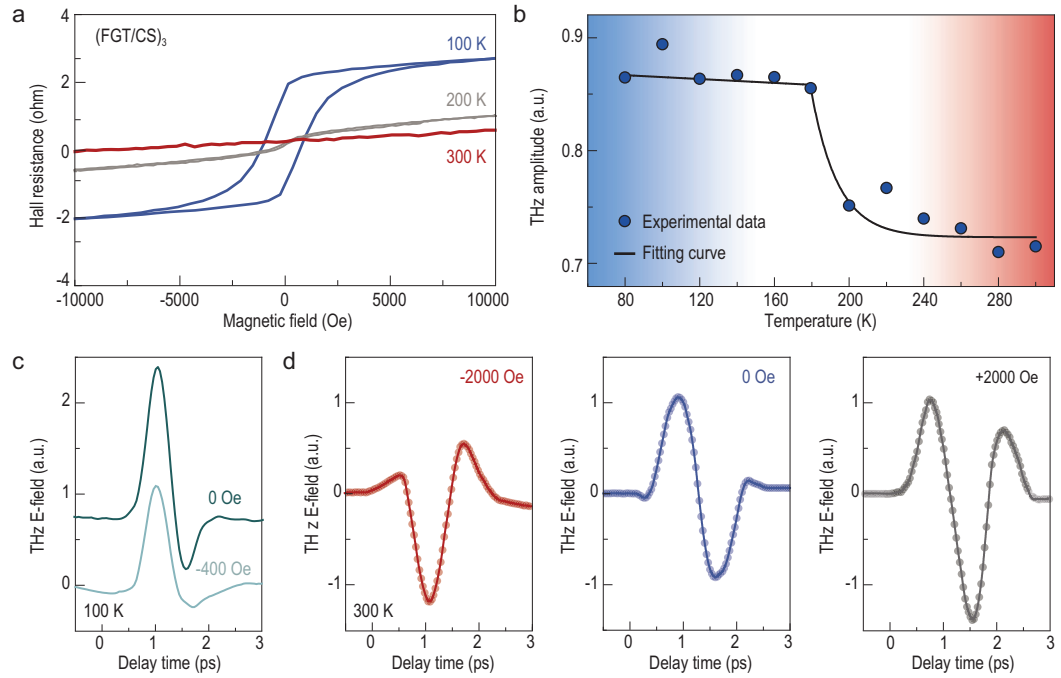 a
(FGT/CS)3
100 K
200 K
300 K
Hall resistance (ohm)
4
2
0
-2
-4
-10000 -5000 0 5000 10000
Magnetic field (Oe)
b
THz amplitude (a.u.)
0.9
0.8
0.7
Experimental data
Fitting curve
80 120 160 200 240 280
Temperature (K)
c
THz E-field (a.u.)
2
1
0
0 Oe
-400 Oe
100 K
0 1 2 3
Delay time (ps)
d
-2000 Oe
TH z E-field (a.u.)
1
0
-1
300 K
0 1 2 3
Delay time (ps)
0 Oe
THz E-field (a.u.)
1
0
-1
0 1 2 3
Delay time (ps)
+2000 Oe
THz E-field (a.u.)
1
0
-1
0 1 2 3
Delay time (ps)